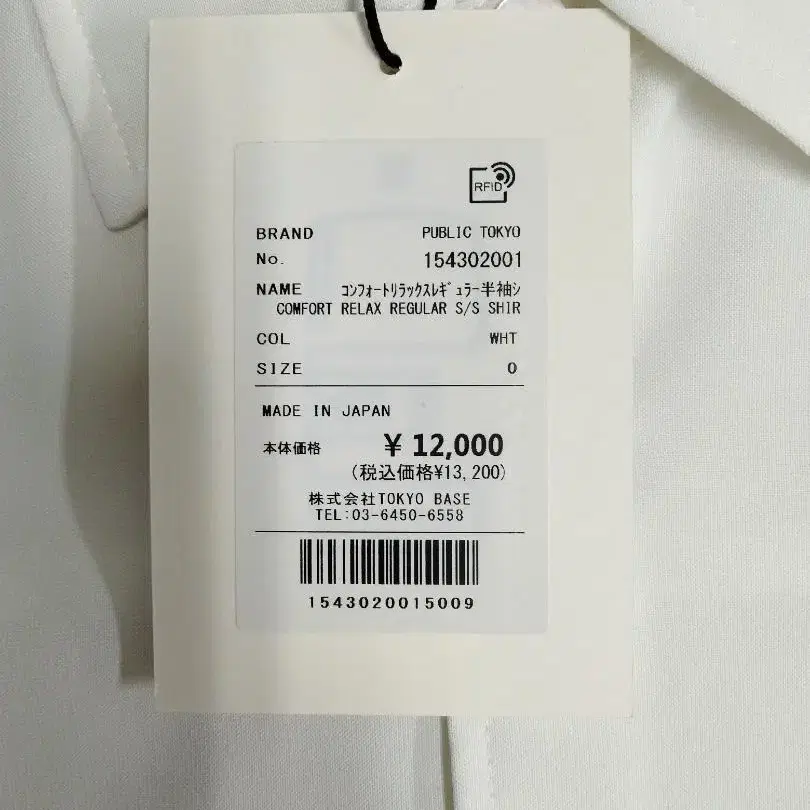 RFID
BRAND PUBLIC TOKYO
No. 154302001
NAME ｺﾝﾌｫｰﾄﾘﾗｯｸｽﾚｷﾞｭﾗｰ半袖ｼ
COMFORT RELAX REGULAR S/S SHIR
COL WHT
SIZE 0
MADE IN JAPAN
本体価格 ¥ 12,000
(税込価格¥13,200)
株式会社TOKYO BASE
TEL:03-6450-6558
1543020015009